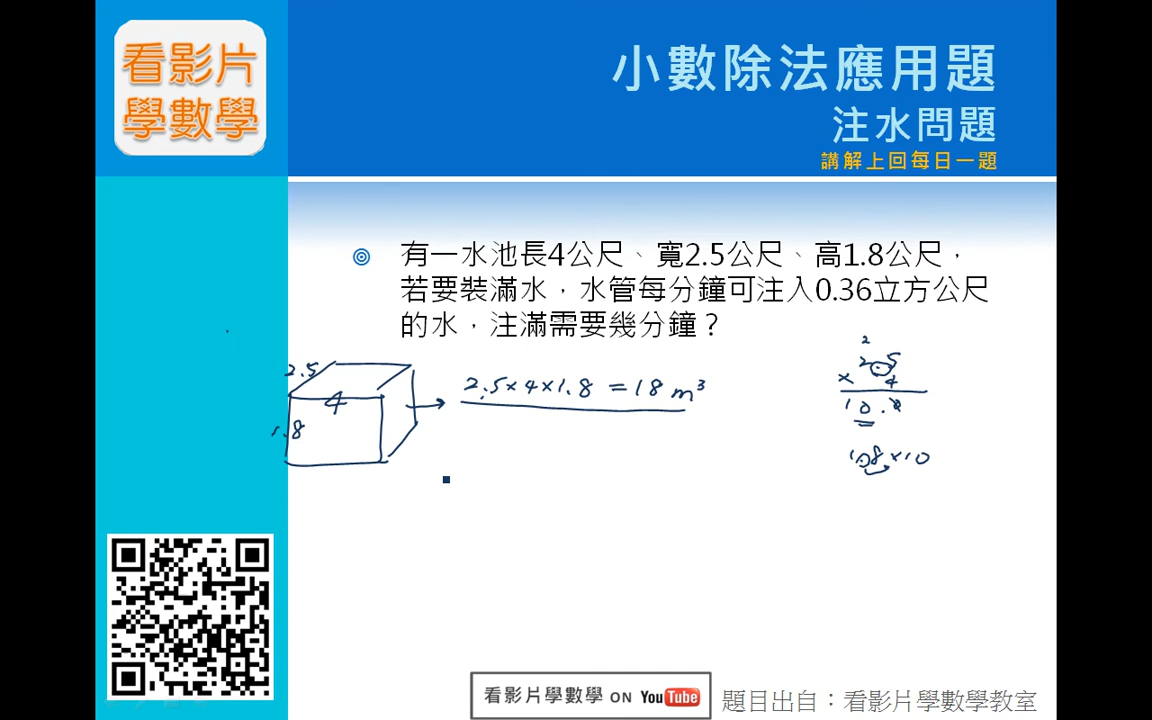 看影片
學數學
小數除法應用題
注水問題
講解上回每日一題
有一水池長4公尺、寬2.5公尺、高1.8公尺，
若要裝滿水，水管每分鐘可注入0.36立方公尺
的水，注滿需要幾分鐘？
2.5
4
1.8
2.5×4×1.8 =18 m³
2
2.5
× 4
10.0
1.8×10
看影片學數學 ON YouTube
題目出自：看影片學數學教室